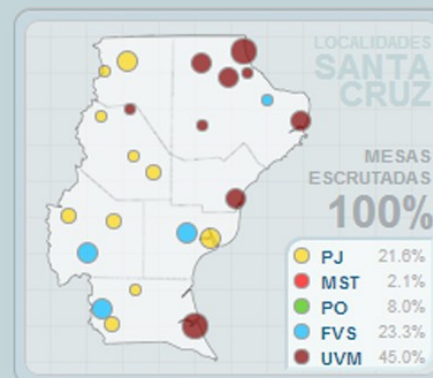 LOCALIDADES
SANTA
CRUZ
MESAS
ESCRUTADAS
100%
PJ 21.6%
MST 2.1%
PO 8.0%
FVS 23.3%
UVM 45.0%